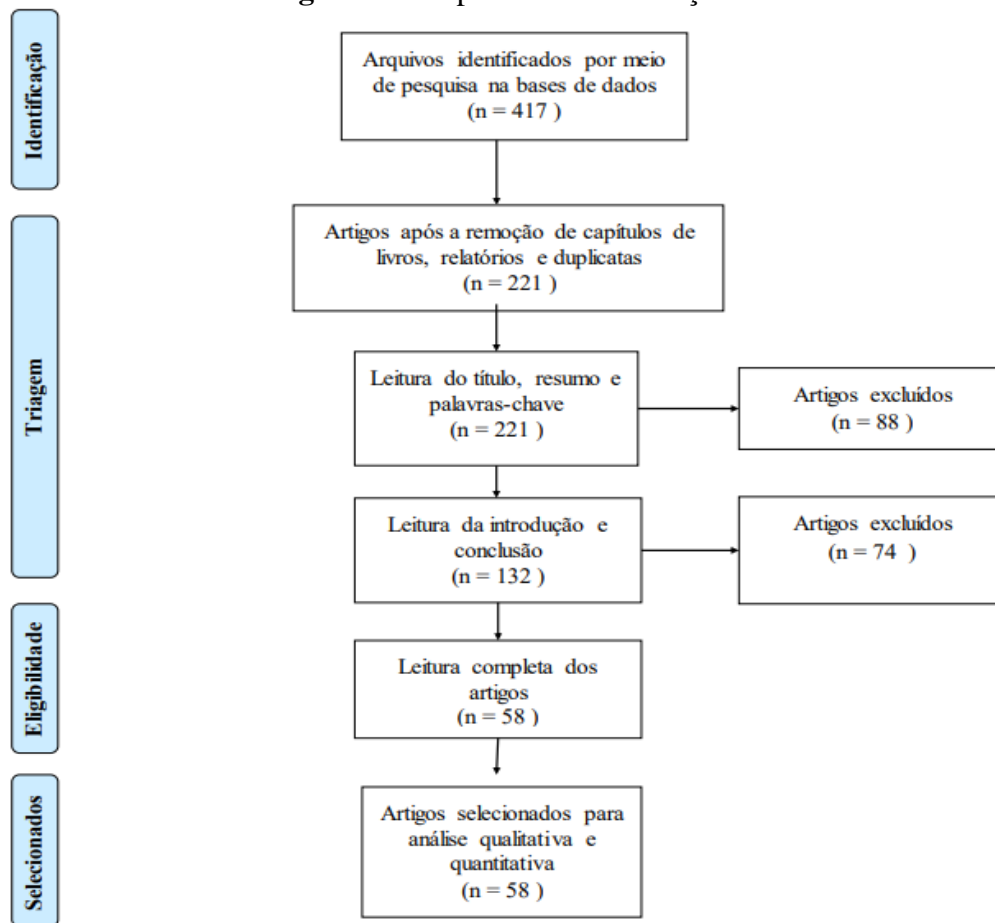 Identificação
Arquivos identificados por meio
de pesquisa na bases de dados
(n = 417 )
Triagem
Artigos após a remoção de capítulos de
livros, relatórios e duplicatas
(n = 221 )
Leitura do título, resumo e
palavras-chave
(n = 221 )
Artigos excluídos
(n = 88 )
Leitura da introdução e
conclusão
(n = 132 )
Artigos excluídos
(n = 74 )
Eligibilidade
Leitura completa dos
artigos
(n = 58 )
Selecionados
Artigos selecionados para
análise qualitativa e
quantitativa
(n = 58 )